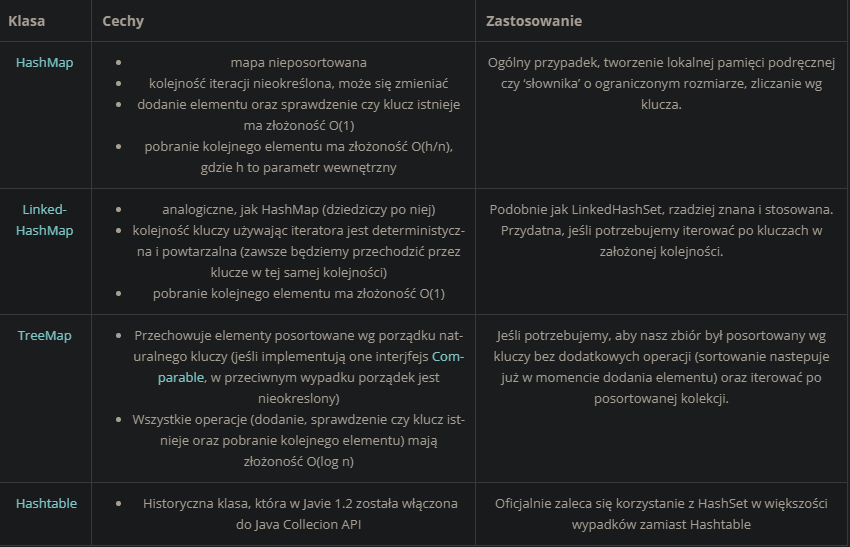 Klasa Cechy Zastosowanie
HashMap
• mapa nieposortowana
• kolejność iteracji nieokreślona, może się zmieniać
• dodanie elementu oraz sprawdzenie czy klucz istnieje
ma złożoność O(1)
• pobranie kolejnego elementu ma złożoność O(h/n),
gdzie h to parametr wewnętrzny
Ogólny przypadek, tworzenie lokalnej pamięci podręcznej
czy ‘słownika’ o ograniczonym rozmiarze, zliczanie wg
klucza.
Linked-
HashMap
• analogiczne, jak HashMap (dziedziczy po niej)
• kolejność kluczy używając iteratora jest deterministycz-
na i powtarzalna (zawsze będziemy przechodzić przez
klucze w tej samej kolejności)
• pobranie kolejnego elementu ma złożoność O(1)
Podobnie jak LinkedHashSet, rzadziej znana i stosowana.
Przydatna, jeśli potrzebujemy iterować po kluczach w
założonej kolejności.
TreeMap
• Przechowuje elementy posortowane wg porządku nat-
uralnego kluczy (jeśli implementują one interjfejs Com-
parable, w przeciwnym wypadku porządek jest
nieokreslony)
• Wszystkie operacje (dodanie, sprawdzenie czy klucz ist-
nieje oraz pobranie kolejnego elementu) mają
złożoność O(log n)
Jeśli potrzebujemy, aby nasz zbiór był posortowany wg
kluczy bez dodatkowych operacji (sortowanie nastepuje
już w momencie dodania elementu) oraz iterować po
posortowanej kolekcji.
Hashtable
• Historyczna klasa, która w Javie 1.2 została włączona
do Java Collecion API
Oficjalnie zaleca się korzystanie z HashSet w większości
wypadków zamiast Hashtable